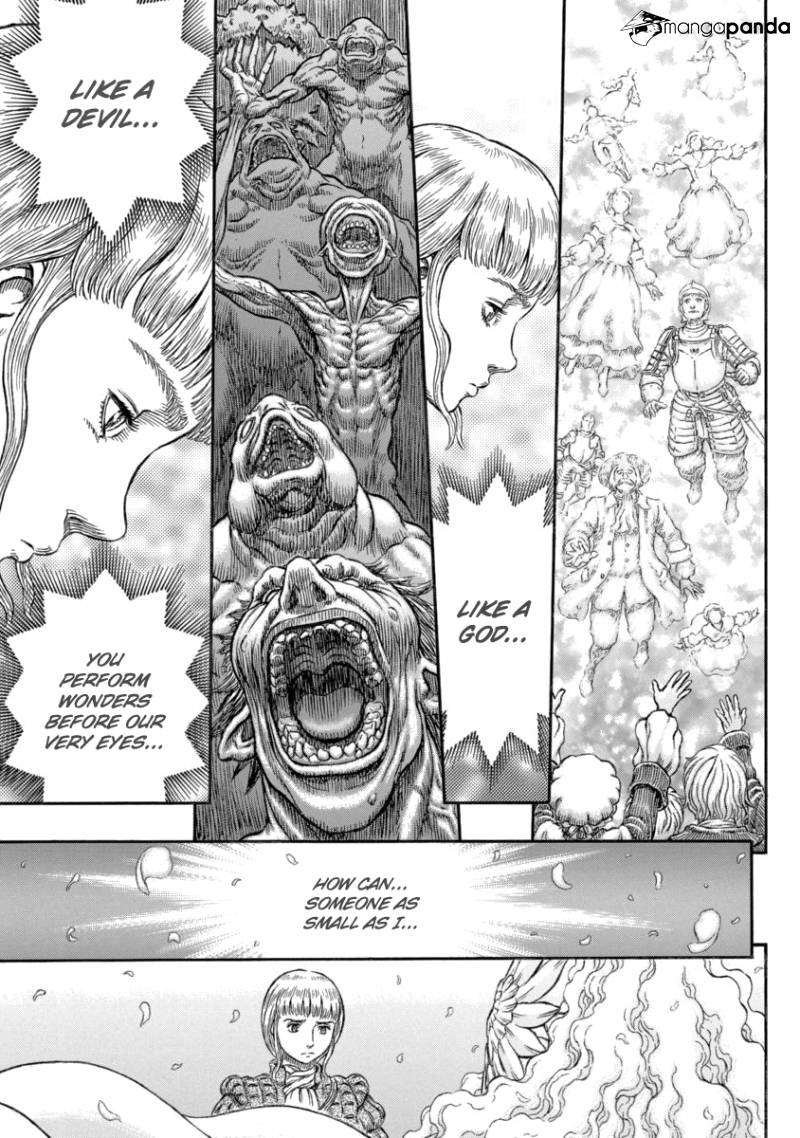 mangapanda
LIKE A
GOD...
LIKE A
DEVIL...
YOU
PERFORM
WONDERS
BEFORE OUR
VERY EYES...
HOW CAN...
SOMEONE AS
SMALL AS I...